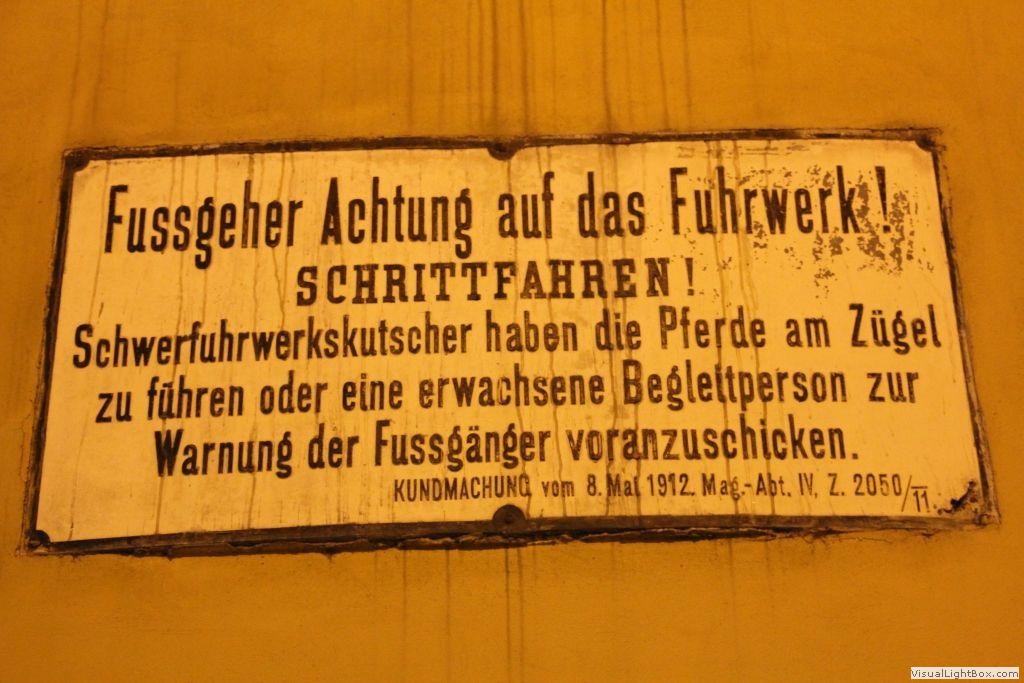 Fussgeher Achtung auf das Fuhrwerk!
SCHRITTFAHREN!
Schwerfuhrwerkskutscher haben die Pferde am Zügel
zu führen oder eine erwachsene Begleitperson zur
Warnung der Fussgänger voranzuschicken.
KUNDMACHUNG vom 8. Mai 1912. Mag.-Abt. IV, Z. 2050/11.
VisualLightBox.com